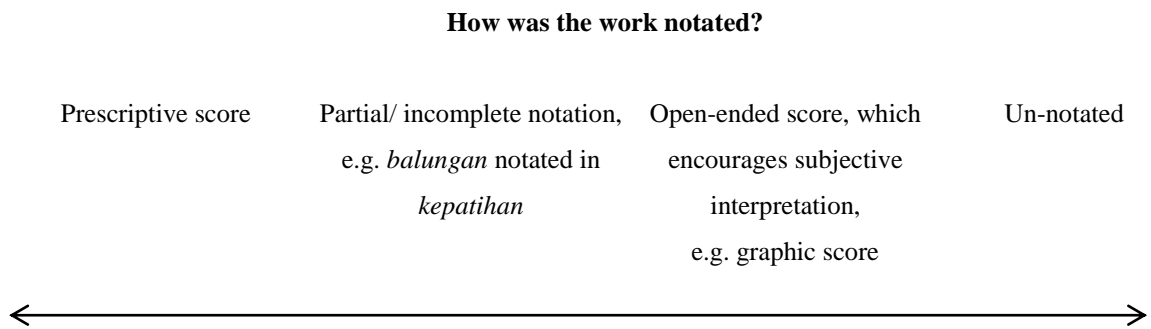 How was the work notated?
Prescriptive score
Partial/ incomplete notation,
e.g. balungan notated in
kepatihan
Open-ended score, which
encourages subjective
interpretation,
e.g. graphic score
Un-notated